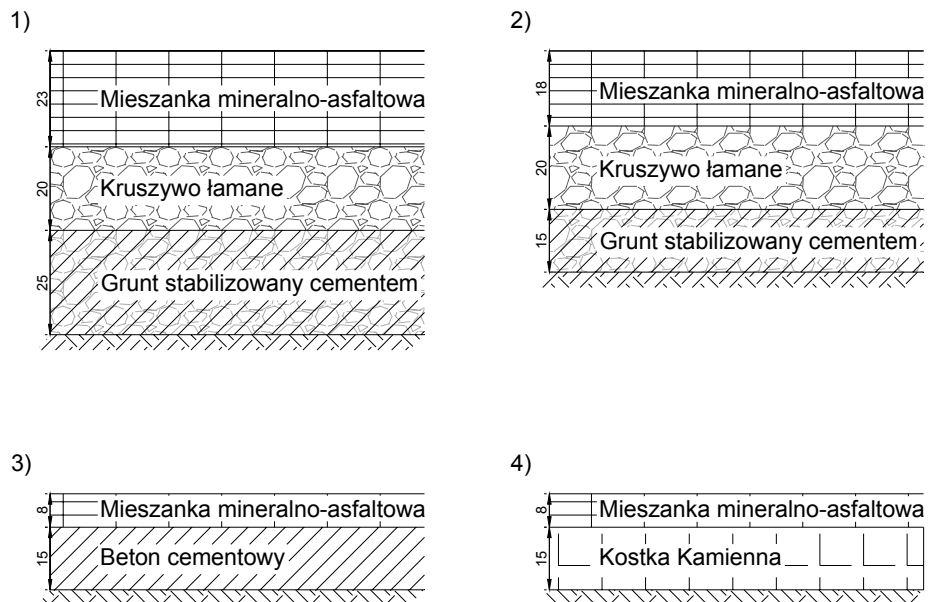 1)
23
Mieszanka mineralno-asfaltowa
20
Kruszywo łamane
25
Grunt stabilizowany cementem
2)
18
Mieszanka mineralno-asfaltowa
20
Kruszywo łamane
15
Grunt stabilizowany cementem
3)
8
Mieszanka mineralno-asfaltowa
15
Beton cementowy
4)
8
Mieszanka mineralno-asfaltowa
15
Kostka Kamienna